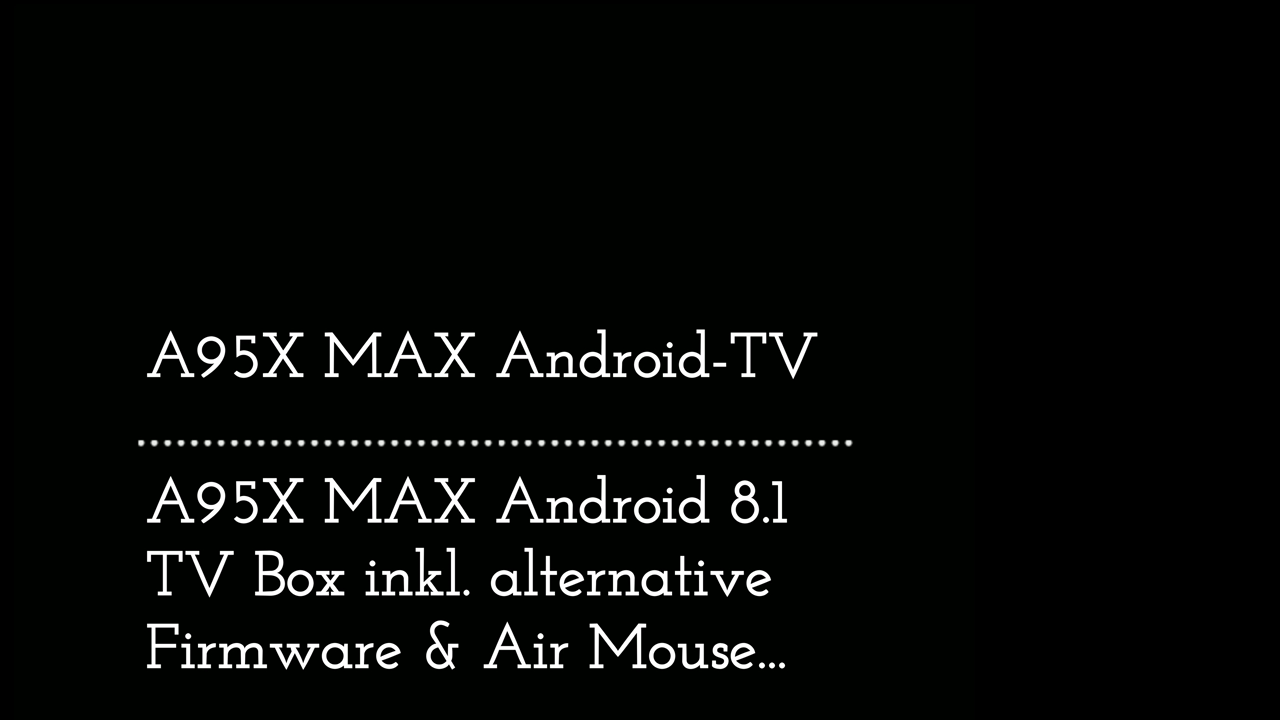 A95X MAX Android-TV
A95X MAX Android 8.1
TV Box inkl. alternative
Firmware & Air Mouse...